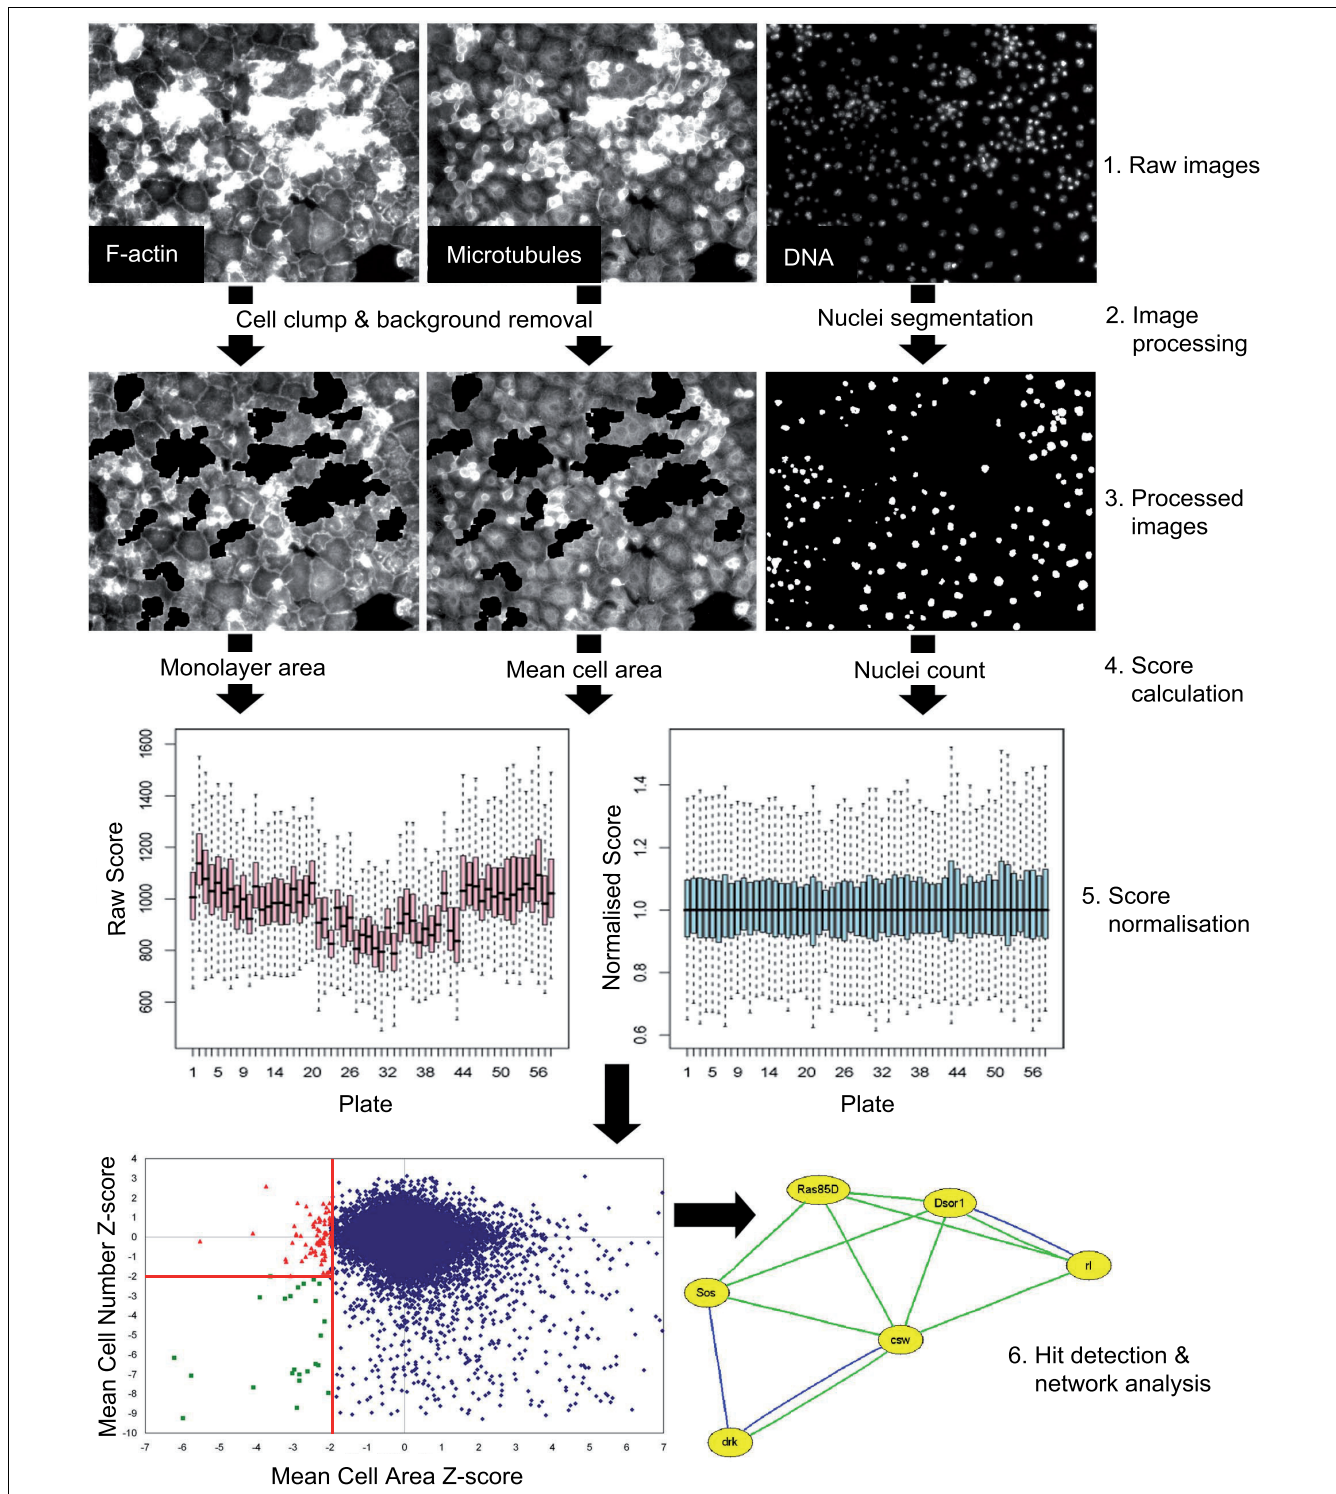 F-actin
Microtubules
DNA
1. Raw images
Cell clump & background removal
Nuclei segmentation
2. Image
processing
3. Processed
images
Monolayer area
Mean cell area
Nuclei count
4. Score
calculation
Raw Score
1600
1400
1200
1000
800
600
1 5 9 14 20 26 32 38 44 50 56
Plate
Normalised Score
1.4
1.2
1.0
0.8
0.6
1 5 9 14 20 26 32 38 44 50 56
Plate
5. Score
normalisation
Mean Cell Number Z-score
4
3
2
1
0
-1
-2
-3
-4
-5
-6
-7
-8
-9
-10
-7 -6 -5 -4 -3 -2 -1 0 1 2 3 4 5 6 7
Mean Cell Area Z-score
Ras85D
Dsor1
rl
Sos
csw
drk
6. Hit detection &
network analysis